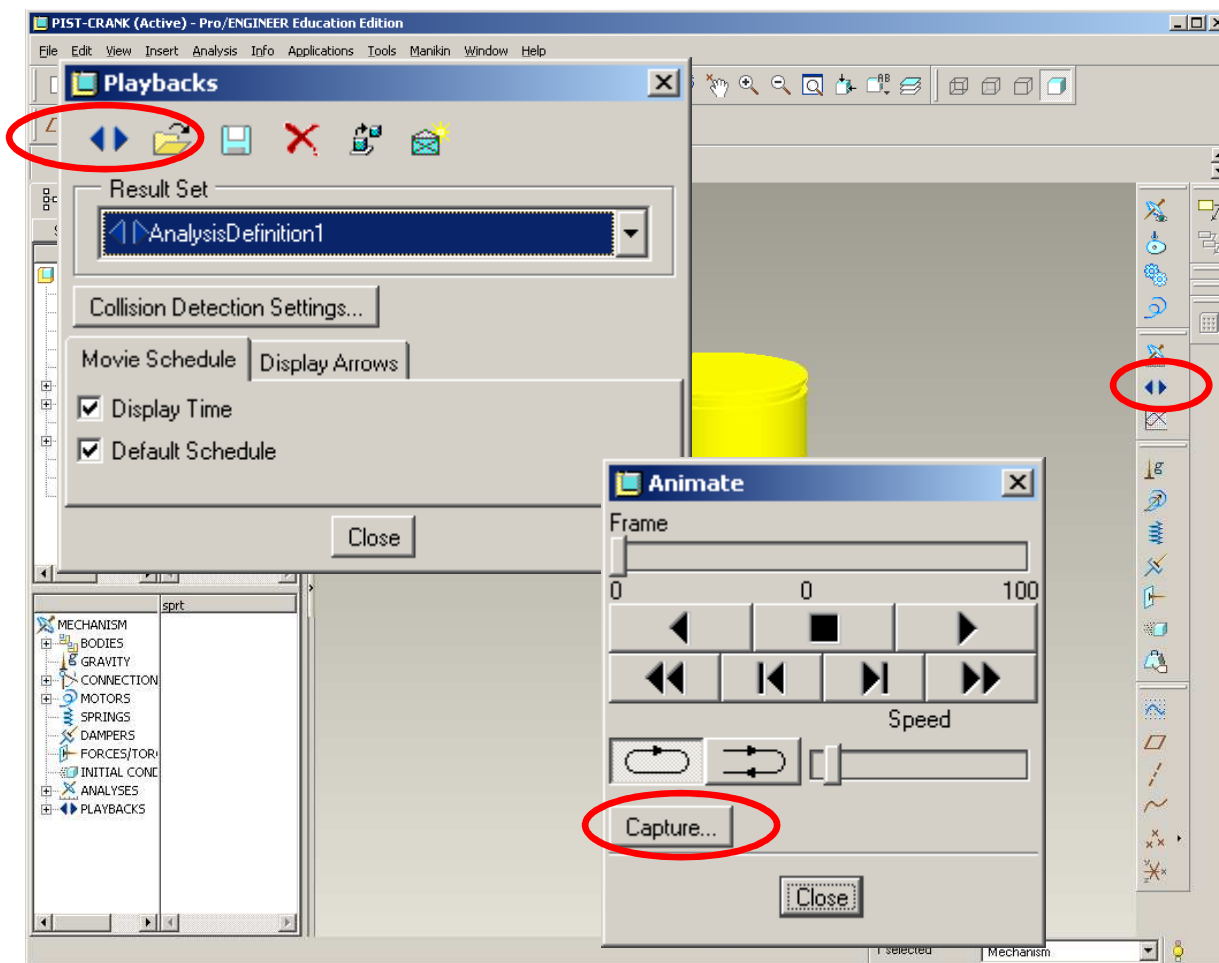 PIST-CRANK (Active) - Pro/ENGINEER Education Edition
File Edit View Insert Analysis Info Applications Tools Manikin Window Help
Playbacks
Result Set
AnalysisDefinition1
Collision Detection Settings...
Movie Schedule Display Arrows
Display Time
Default Schedule
Close
Animate
Frame
0 0 100
Speed
Capture...
Close
sprt
MECHANISM
BODIES
GRAVITY
CONNECTION
MOTORS
SPRINGS
DAMPERS
FORCES/TOR
INITIAL COND
ANALYSES
PLAYBACKS
1 selected Mechanism